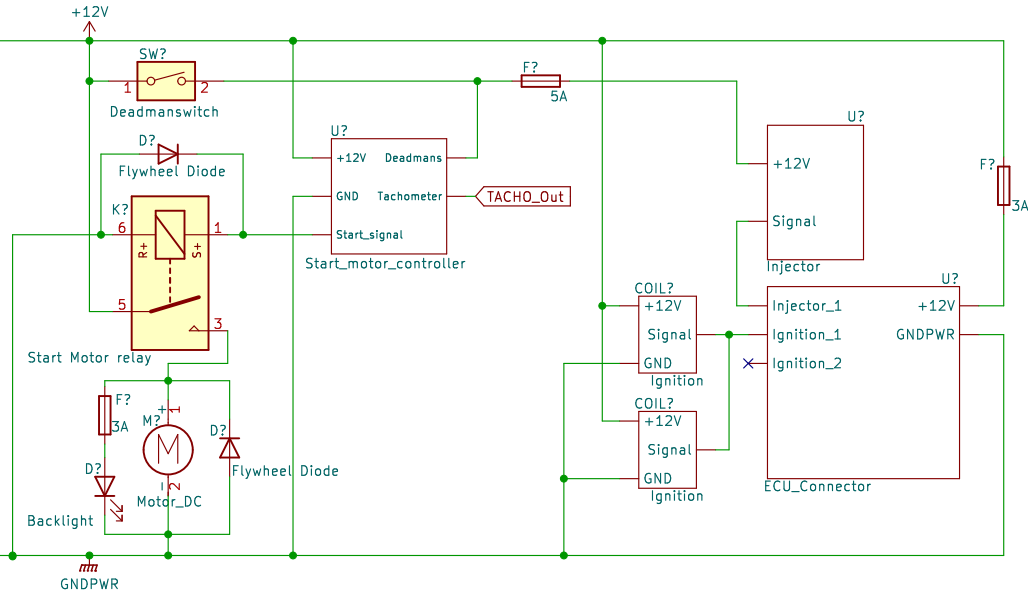 +12V
SW?
1
2
Deadmanswitch
F?
5A
D?
Flywheel Diode
U?
+12V
Deadmans
GND
Tachometer
Start_signal
Start_motor_controller
TACHO_Out
U?
+12V
Signal
Injector
F?
3A
K?
6
1
R+
S+
5
3
Start Motor relay
COIL?
+12V
Signal
GND
Ignition
COIL?
+12V
Signal
GND
Ignition
U?
Injector_1
+12V
Ignition_1
GNDPWR
Ignition_2
ECU_Connector
F?
3A
M?
+
1
M
−
2
Motor_DC
D?
Flywheel Diode
D?
Backlight
GNDPWR